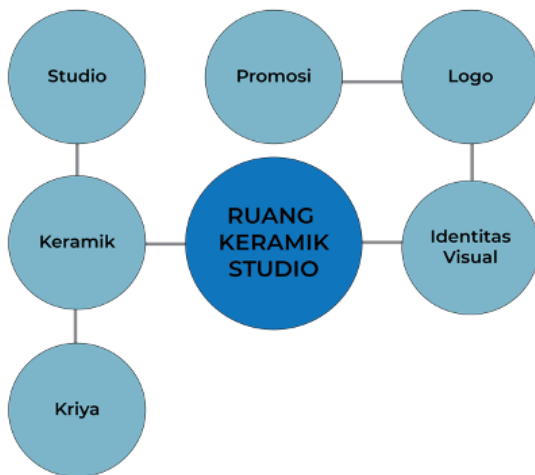 Studio
Promosi
Logo
Keramik
RUANG
KERAMIK
STUDIO
Identitas
Visual
Kriya